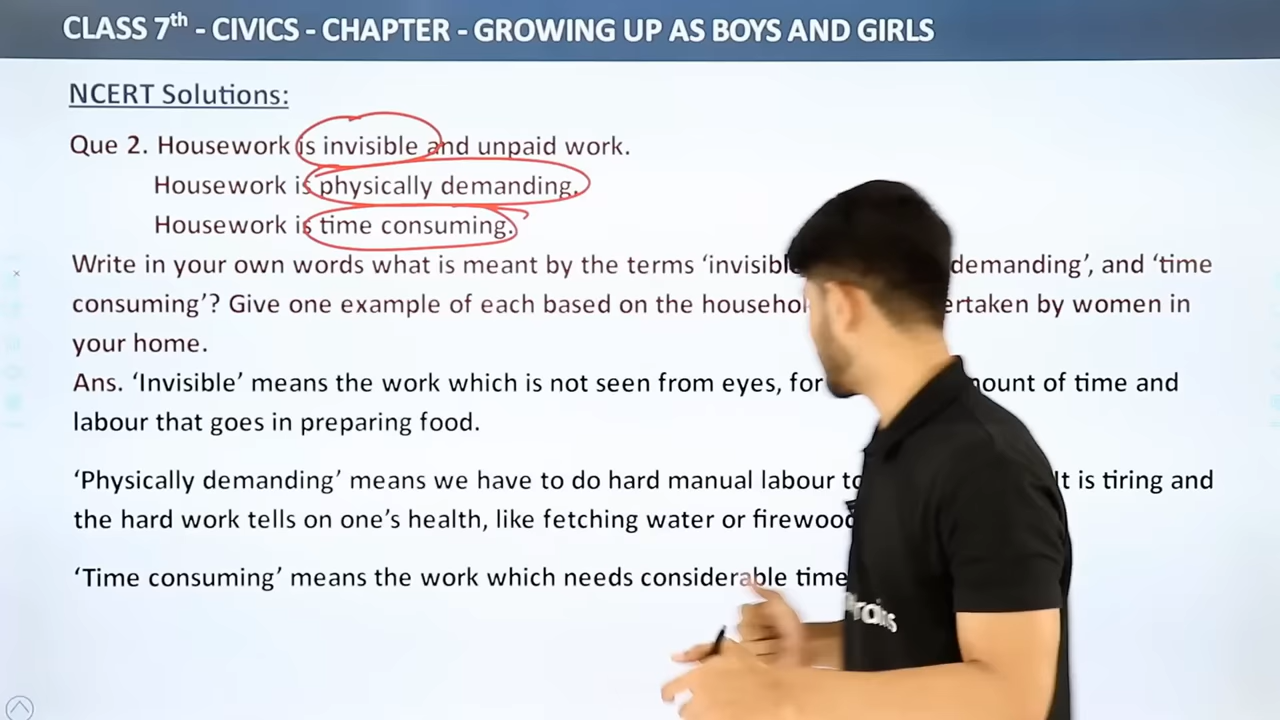 CLASS 7th - CIVICS - CHAPTER - GROWING UP AS BOYS AND GIRLS
NCERT Solutions:
Que 2. Housework is invisible and unpaid work.
Housework is physically demanding.
Housework is time consuming.
Write in your own words what is meant by the terms ‘invisible demanding’, and ‘time
consuming’? Give one example of each based on the household undertaken by women in
your home.
Ans. ‘Invisible’ means the work which is not seen from eyes, for amount of time and
labour that goes in preparing food.
‘Physically demanding’ means we have to do hard manual labour to It is tiring and
the hard work tells on one’s health, like fetching water or firewood
‘Time consuming’ means the work which needs considerable time